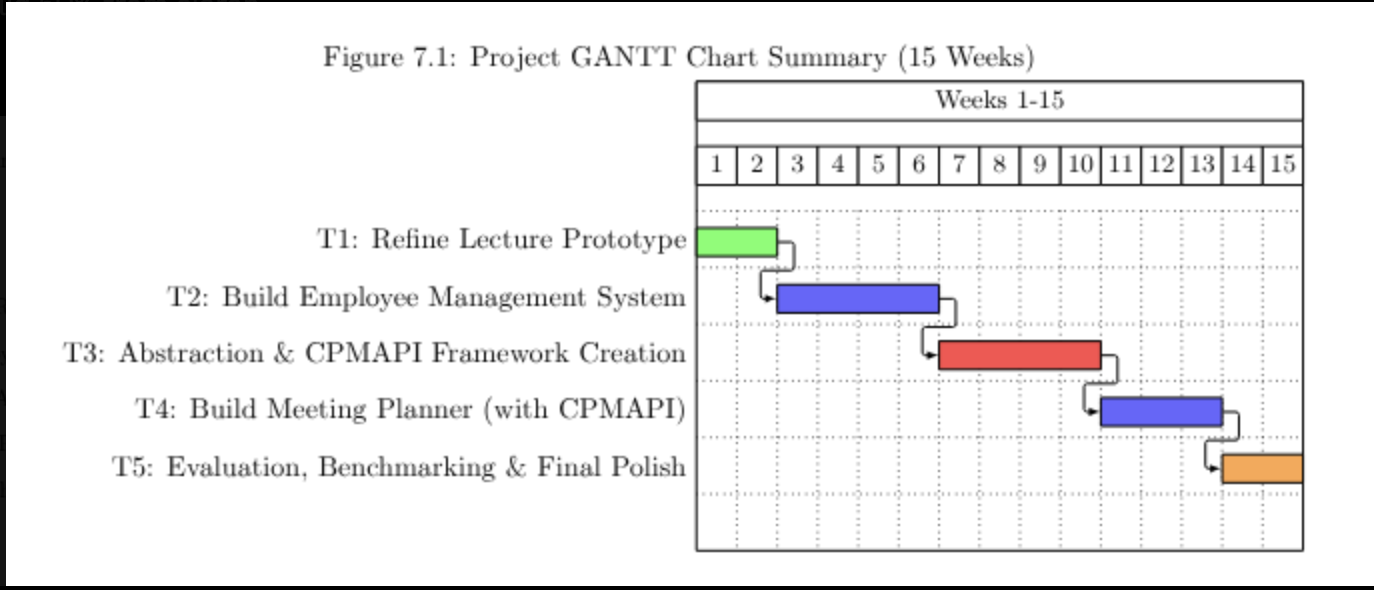 Figure 7.1: Project GANTT Chart Summary (15 Weeks)
Weeks 1-15
1 2 3 4 5 6 7 8 9 10 11 12 13 14 15
T1: Refine Lecture Prototype
T2: Build Employee Management System
T3: Abstraction & CPMAPI Framework Creation
T4: Build Meeting Planner (with CPMAPI)
T5: Evaluation, Benchmarking & Final Polish